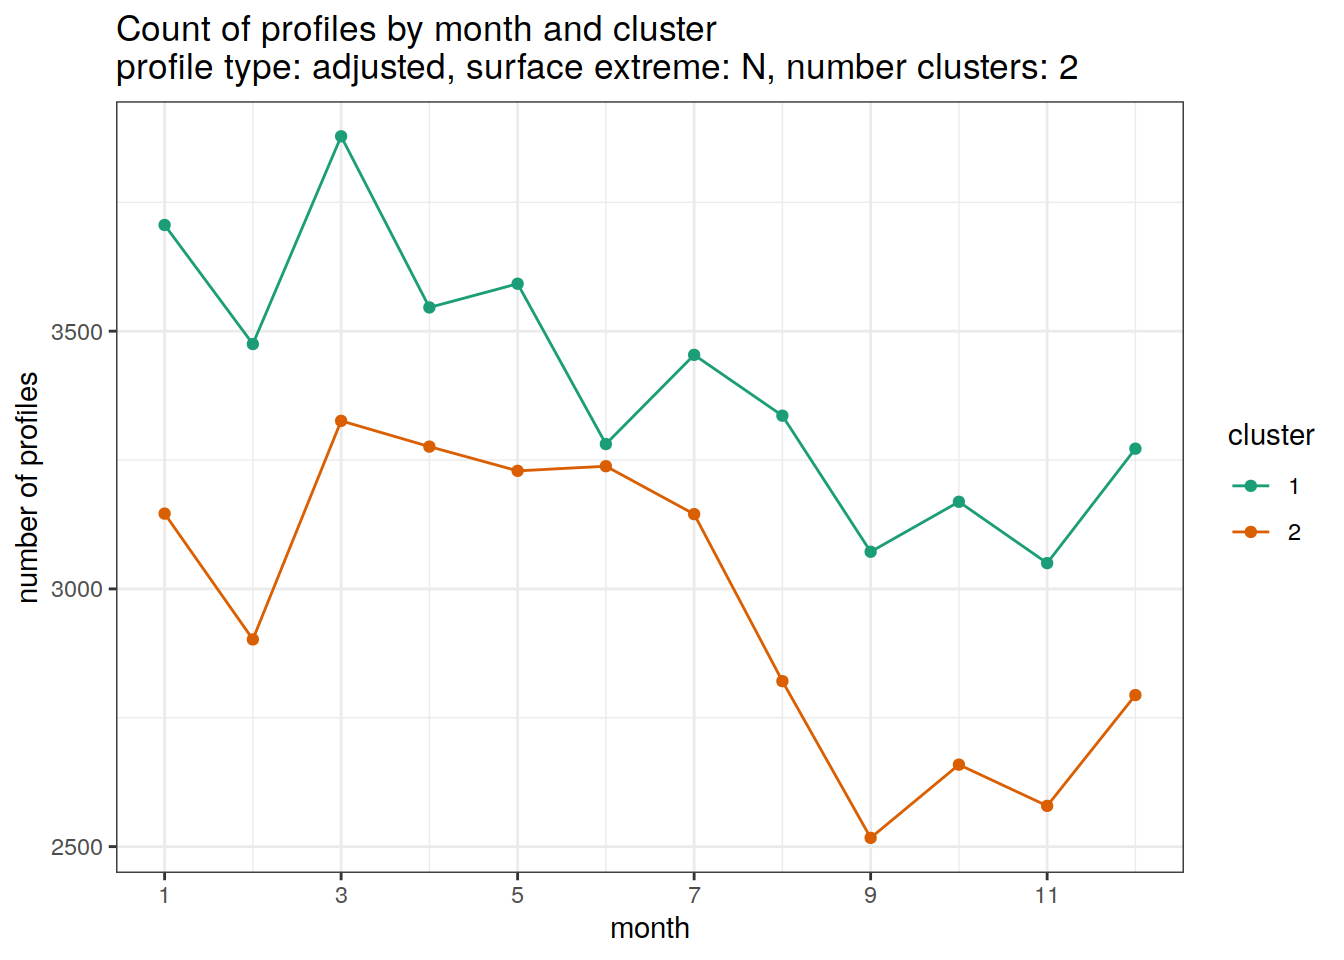 Count of profiles by month and cluster
profile type: adjusted, surface extreme: N, number clusters: 2
number of profiles
3500
3000
2500
1
3
5
7
9
11
month
cluster
1
2